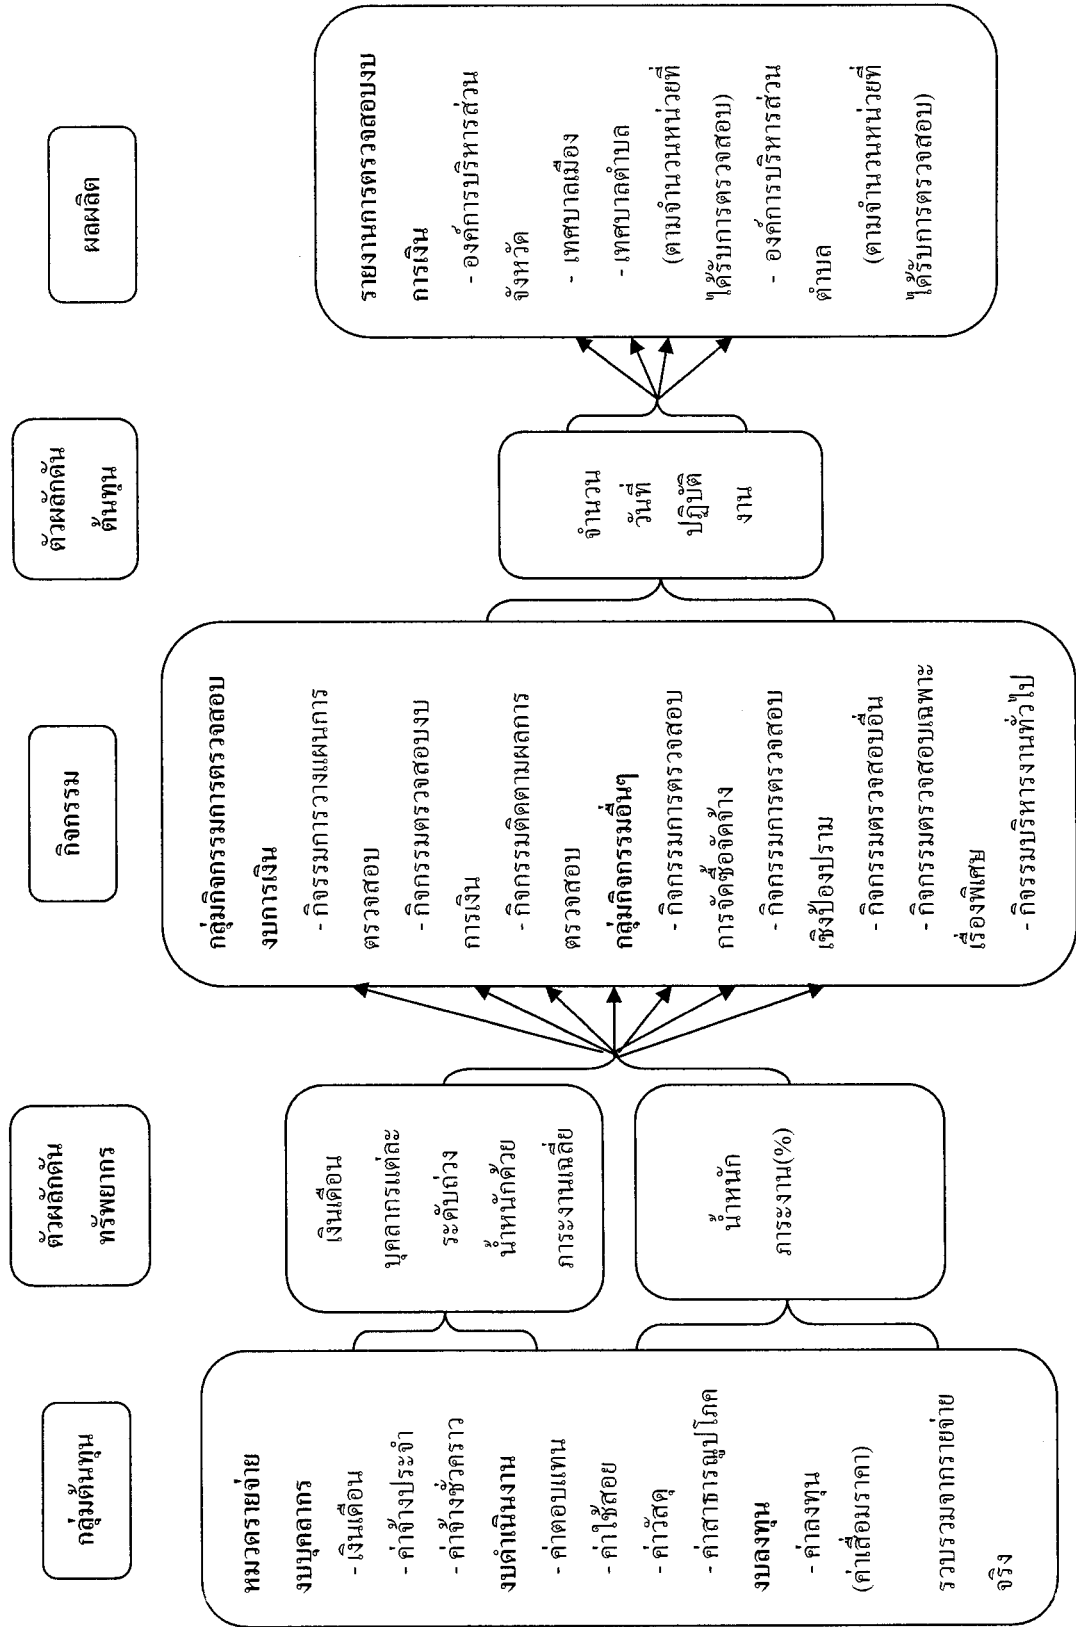 กลุ่มต้นทุน
ตัวผลักดัน
ทรัพยากร
กิจกรรม
ตัวผลักดัน
ต้นทุน
ผลผลิต
หมวดรายจ่าย
งบบุคลากร
- เงินเดือน
- ค่าจ้างประจำ
- ค่าจ้างชั่วคราว
งบดำเนินงาน
- ค่าตอบแทน
- ค่าใช้สอย
- ค่าวัสดุ
- ค่าสาธารณูปโภค
งบลงทุน
- ค่าลงทุน
(ค่าเสื่อมราคา)
รวบรวมจากรายจ่าย
จริง
เงินเดือน
บุคลากรแต่ละ
ระดับถ่วง
น้ำหนักด้วย
ภาระงานเฉลี่ย
น้ำหนัก
ภาระงาน(%)
กลุ่มกิจกรรมการตรวจสอบ
งบการเงิน
- กิจรรมการวางแผนการ
ตรวจสอบ
- กิจกรรมตรวจสอบงบ
การเงิน
- กิจกรรมติดตามผลการ
ตรวจสอบ
กลุ่มกิจกรรมอื่นๆ
- กิจกรรมการตรวจสอบ
การจัดซื้อจัดจ้าง
- กิจกรรมการตรวจสอบ
เชิงป้องปราม
- กิจกรรมตรวจสอบอื่น
- กิจกรรมตรวจสอบเฉพาะ
เรื่องพิเศษ
- กิจรรมบริหารงานทั่วไป
จำนวน
วันที่
ปฏิบัติ
งาน
รายงานการตรวจสอบงบ
การเงิน
- องค์การบริหารส่วน
จังหวัด
- เทศบาลเมือง
- เทศบาลตำบล
(ตามจำนวนหน่วยที่
ได้รับการตรวจสอบ)
- องค์การบริหารส่วน
ตำบล
(ตามจำนวนหน่วยที่
ได้รับการตรวจสอบ)